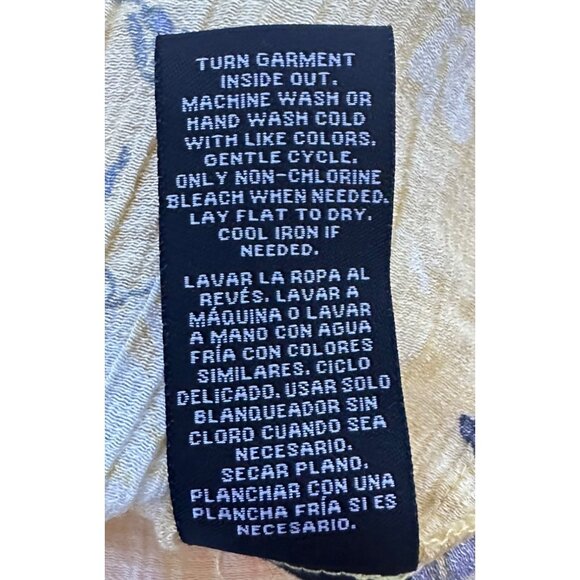 TURN GARMENT
INSIDE OUT.
MACHINE WASH OR
HAND WASH COLD
WITH LIKE COLORS.
GENTLE CYCLE.
ONLY NON-CHLORINE
BLEACH WHEN NEEDED.
LAY FLAT TO DRY.
COOL IRON IF
NEEDED.
LAVAR LA ROPA AL
REVÉS. LAVAR A
MÁQUINA O LAVAR
A MANO CON AGUA
FRÍA CON COLORES
SIMILARES. CICLO
DELICADO. USAR SOLO
BLANQUEADOR SIN
CLORO CUANDO SEA
NECESARIO.
SECAR PLANO.
PLANCHAR CON UNA
PLANCHA FRÍA SI ES
NECESARIO.